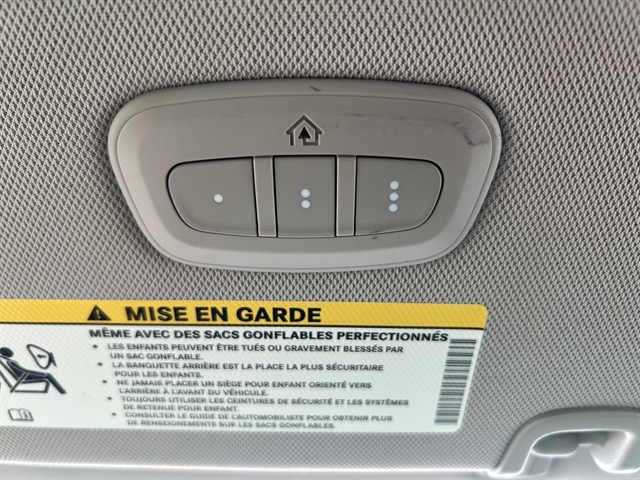 MISE EN GARDE
MÊME AVEC DES SACS GONFLABLES PERFECTIONNÉS
• LES ENFANTS PEUVENT ÊTRE TUÉS OU GRAVEMENT BLESSÉS PAR
UN SAC GONFLABLE.
• LA BANQUETTE ARRIÈRE EST LA PLACE LA PLUS SÉCURITAIRE
POUR LES ENFANTS.
• NE JAMAIS PLACER UN SIÈGE POUR ENFANT ORIENTÉ VERS
L'ARRIÈRE À L'AVANT DU VÉHICULE.
• TOUJOURS UTILISER LES CEINTURES DE SÉCURITÉ ET LES SYSTÈMES
DE RETENUE POUR ENFANT.
• CONSULTER LE GUIDE DE L'AUTOMOBILISTE POUR OBTENIR PLUS
DE RENSEIGNEMENTS SUR LES SACS GONFLABLES.